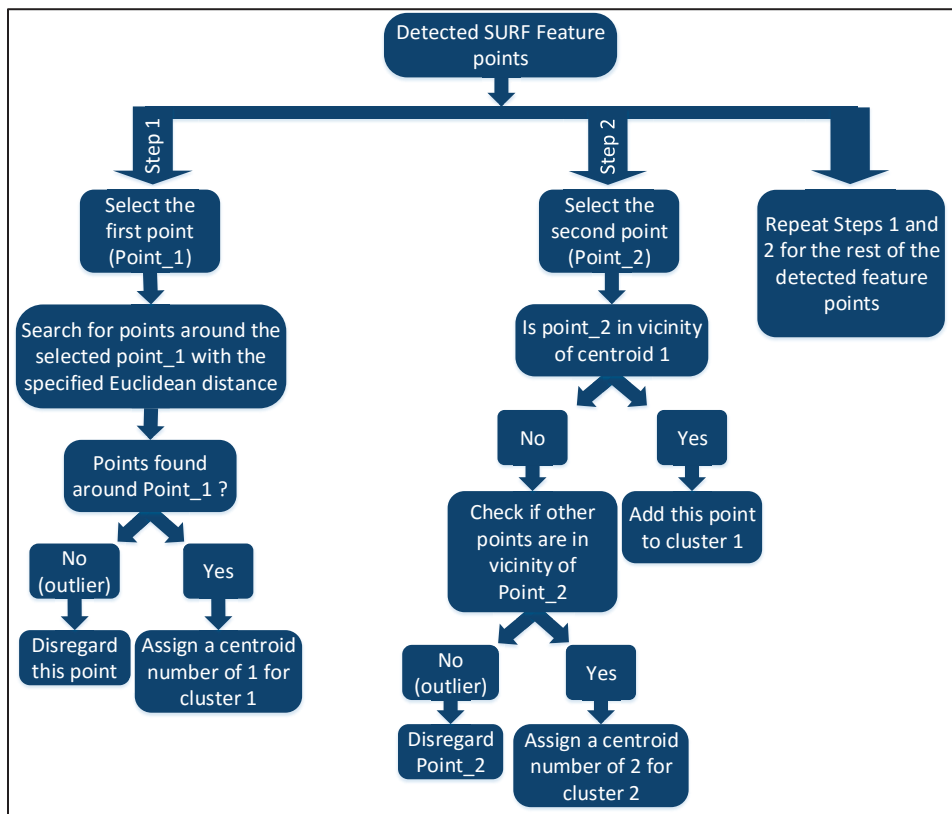 Detected SURF Feature
points
Step 1
Select the
first point
(Point_1)
Search for points around the
selected point_1 with the
specified Euclidean distance
Points found
around Point_1 ?
No
(outlier)
Disregard
this point
Yes
Assign a centroid
number of 1 for
cluster 1
Step 2
Select the
second point
(Point_2)
Is point_2 in vicinity
of centroid 1
No
Check if other
points are in
vicinity of
Point_2
No
(outlier)
Disregard
Point_2
Yes
Assign a centroid
number of 2 for
cluster 2
Yes
Add this point
to cluster 1
Repeat Steps 1 and
2 for the rest of the
detected feature
points